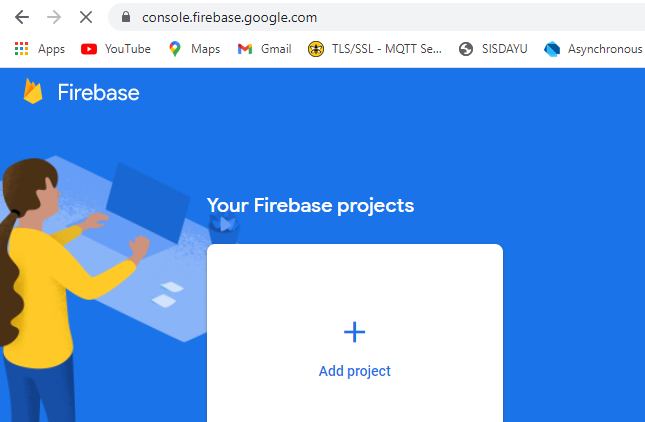 console.firebase.google.com
Apps YouTube Maps Gmail TLS/SSL - MQTT Se... SISDAYU Asynchronous
Firebase
Your Firebase projects
Add project